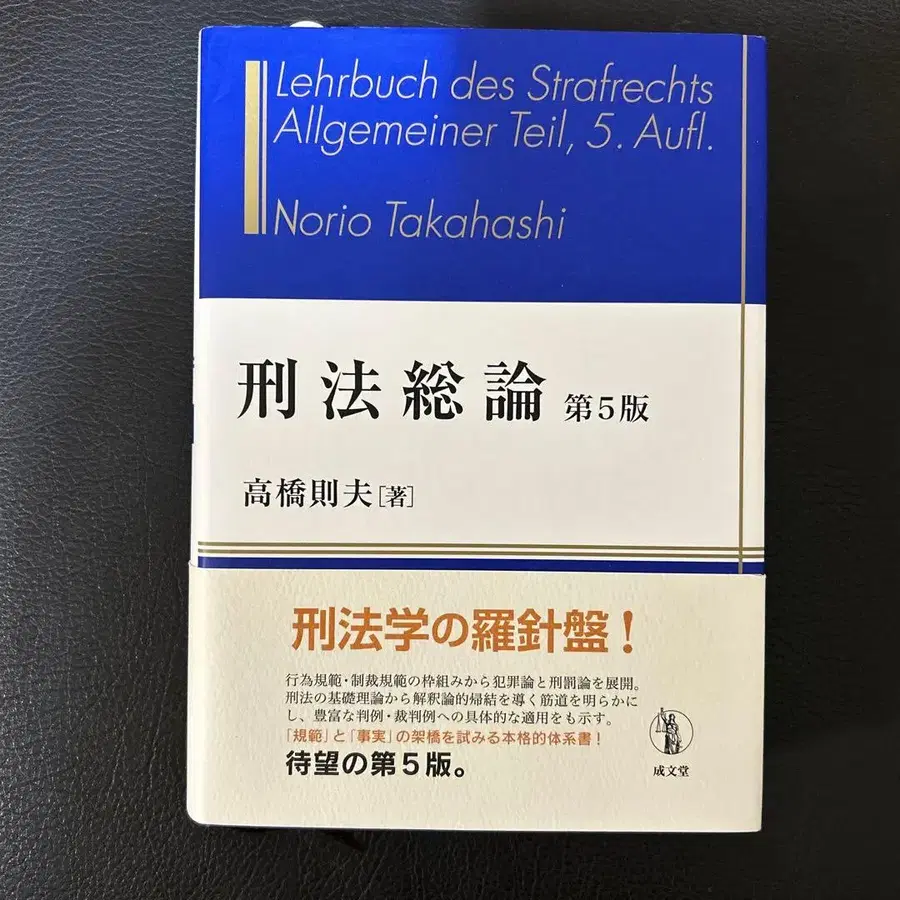 Lehrbuch des Strafrechts
Allgemeiner Teil, 5. Aufl.
Norio Takahashi
刑法総論 第5版
高橋則夫[著]
刑法学の羅針盤!
行為規範・制裁規範の枠組みから犯罪論と刑罰論を展開。
刑法の基礎理論から解釈論的帰結を導く筋道を明らかに
し、豊富な判例・裁判例への具体的な適用をも示す。
「規範」と「事実」の架橋を試みる本格的体系書!
待望の第5版。
成文堂